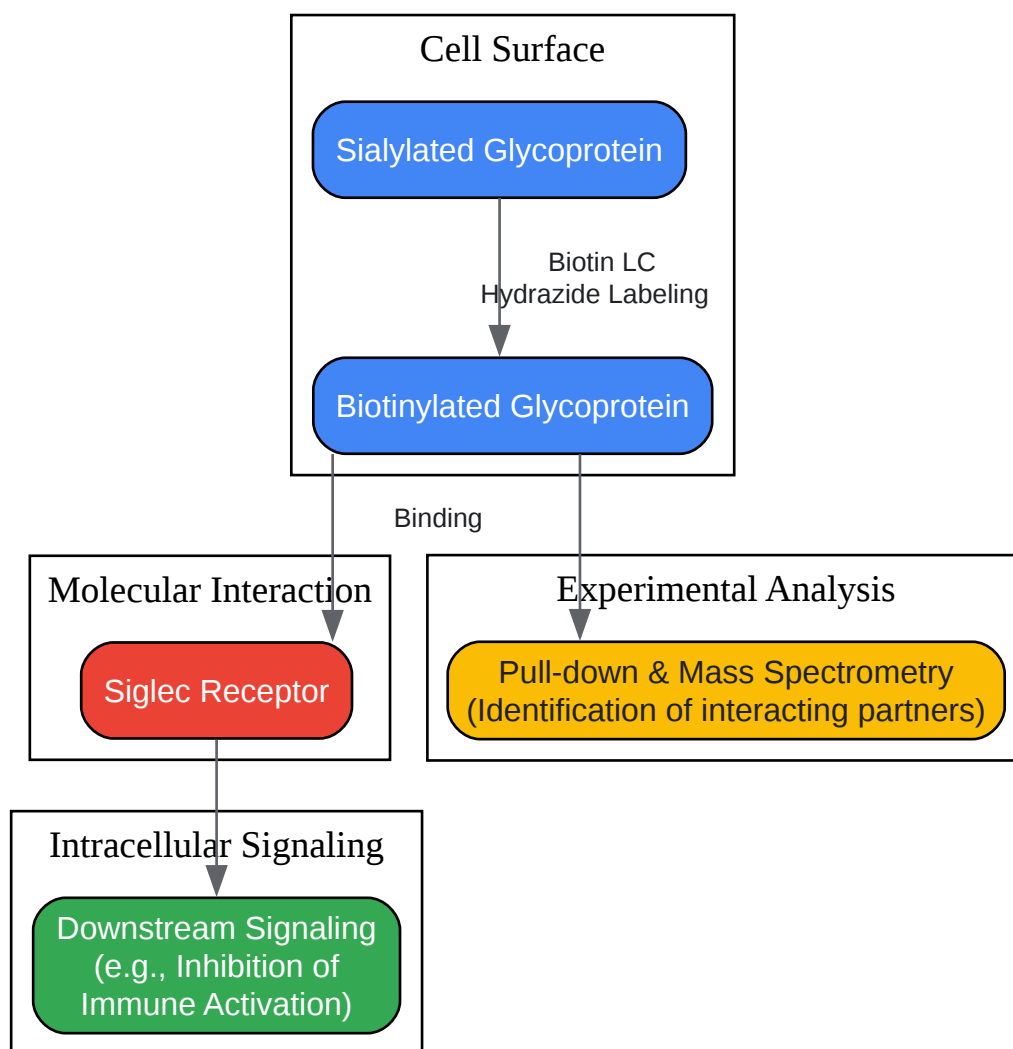 Cell Surface
Sialylated Glycoprotein
Biotin LC
Hydrazide Labeling
Biotinylated Glycoprotein
Binding
Molecular Interaction
Siglec Receptor
Experimental Analysis
Pull-down & Mass Spectrometry
(Identification of interacting partners)
Intracellular Signaling
Downstream Signaling
(e.g., Inhibition of
Immune Activation)